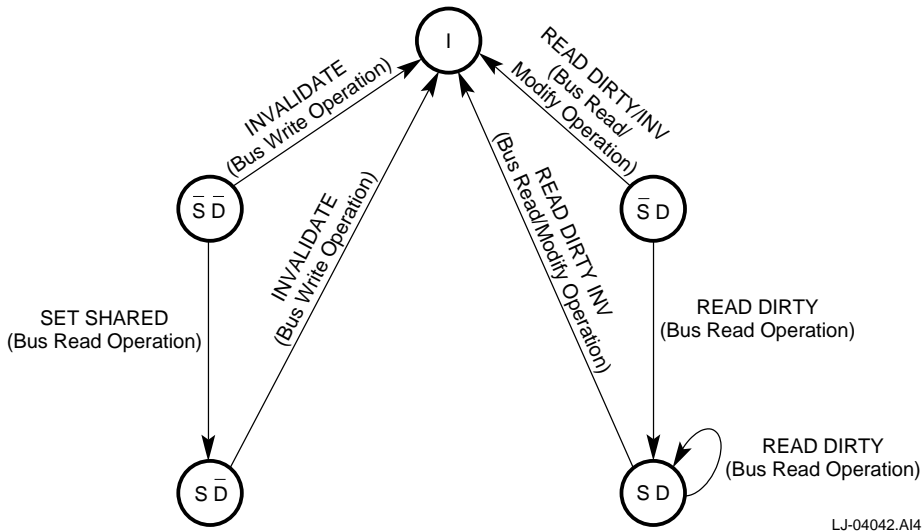 I
INVALIDATE
(Bus Write Operation)
READ DIRTY/INV
(Bus Read/
Modify Operation)
S̅ D̅
INVALIDATE
(Bus Write Operation)
READ DIRTY INV
(Bus Read/Modify Operation)
S̅ D
SET SHARED
(Bus Read Operation)
READ DIRTY
(Bus Read Operation)
S D̅
S D
READ DIRTY
(Bus Read Operation)
LJ-04042.AI4